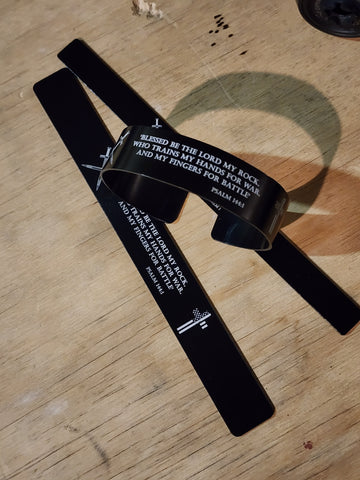 "BLESSED BE THE LORD MY ROCK,
WHO TRAINS MY HANDS FOR WAR,
AND MY FINGERS FOR BATTLE"
PSALM 144:1
BE THE LORD MY ROCK,
TRAINS MY HANDS FOR WAR,
AND MY FINGERS FOR BATTLE"
PSALM 144:1